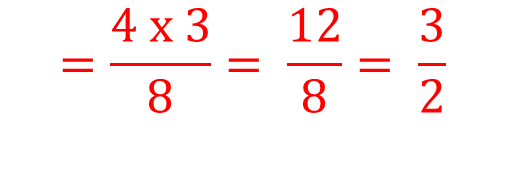 = 4 x 3 / 8 = 12 / 8 = 3 / 2